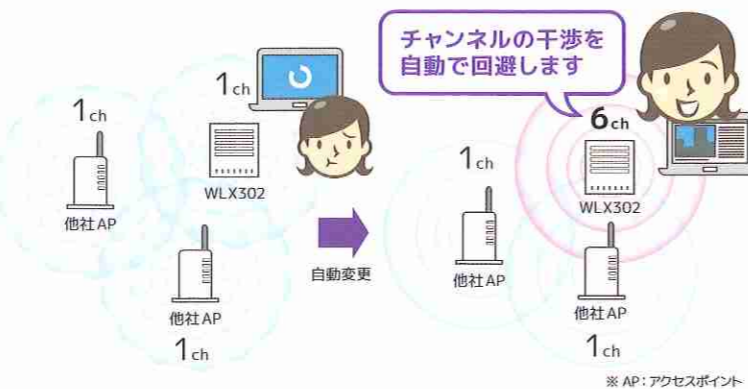 チャンネルの干渉を
自動で回避します
1ch
1ch
他社AP
WLX302
他社AP
1ch
自動変更
1ch
6ch
他社AP
WLX302
他社AP
1ch
※ AP:アクセスポイント